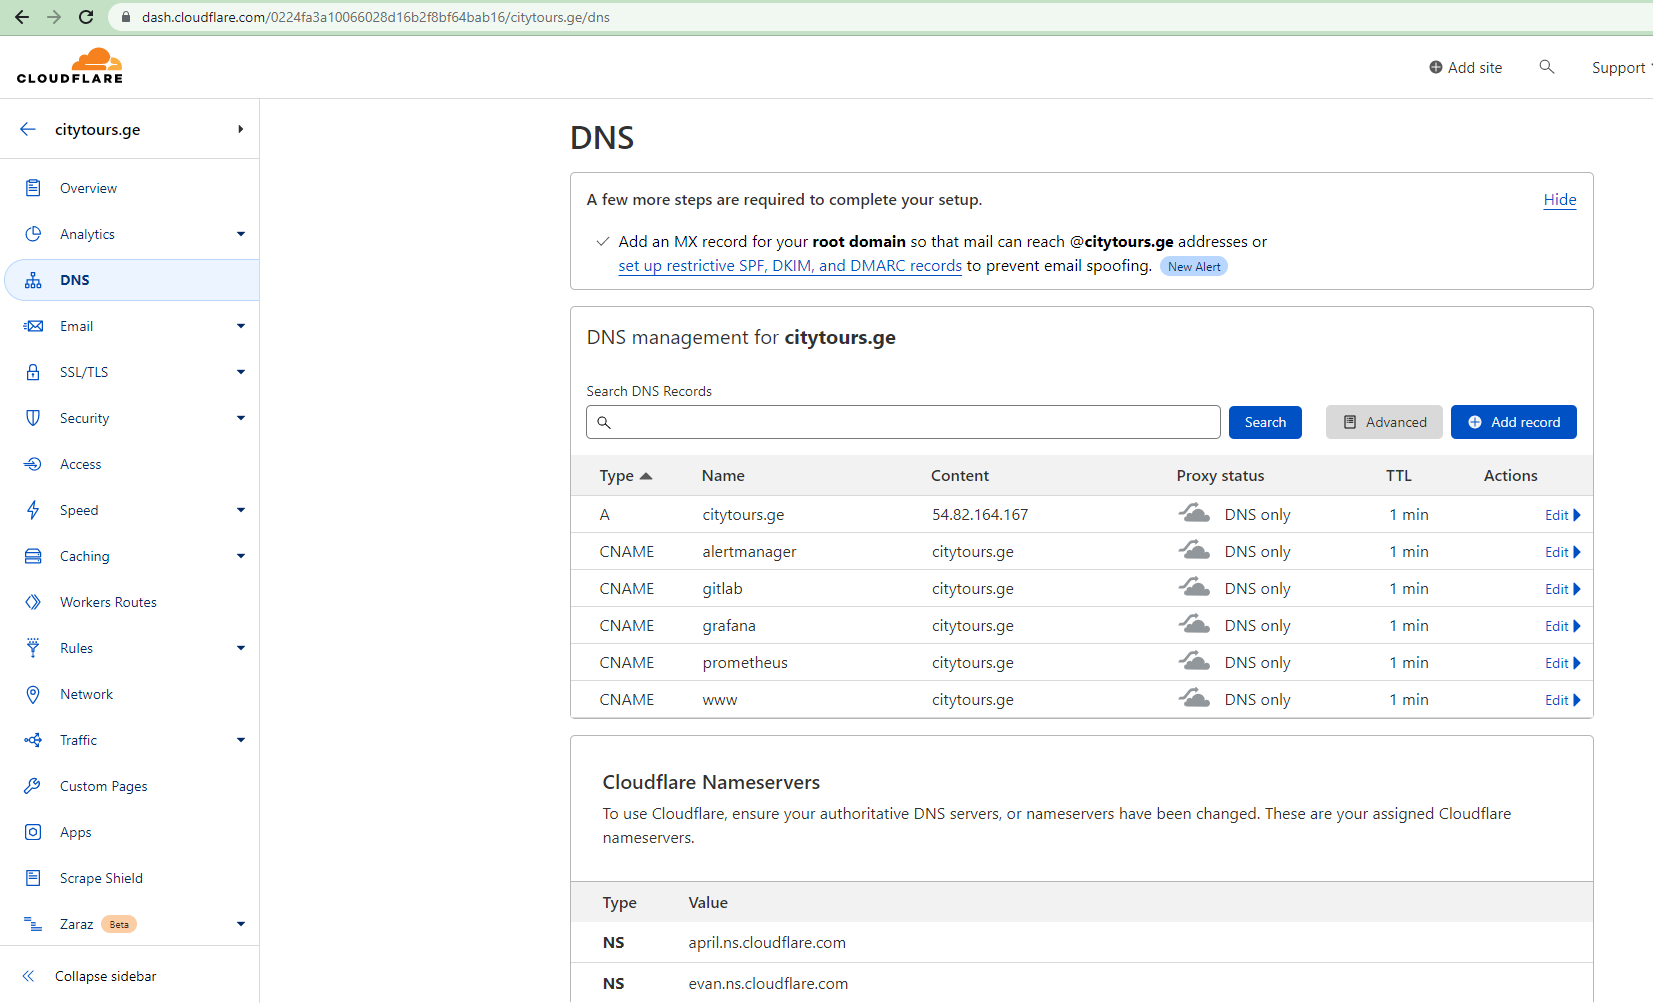 dash.cloudflare.com/0224fa3a10066028d16b2f8bf64bab16/citytours.ge/dns
CLOUDFLARE
Add site
Support
citytours.ge
Overview
Analytics
DNS
Email
SSL/TLS
Security
Access
Speed
Caching
Workers Routes
Rules
Network
Traffic
Custom Pages
Apps
Scrape Shield
Zaraz Beta
Collapse sidebar
DNS
A few more steps are required to complete your setup. Hide
Add an MX record for your root domain so that mail can reach @citytours.ge addresses or
set up restrictive SPF, DKIM, and DMARC records to prevent email spoofing. New Alert
DNS management for citytours.ge
Search DNS Records
Search Advanced Add record
Type Name Content Proxy status TTL Actions
A citytours.ge 54.82.164.167 DNS only 1 min Edit
CNAME alertmanager citytours.ge DNS only 1 min Edit
CNAME gitlab citytours.ge DNS only 1 min Edit
CNAME grafana citytours.ge DNS only 1 min Edit
CNAME prometheus citytours.ge DNS only 1 min Edit
CNAME www citytours.ge DNS only 1 min Edit
Cloudflare Nameservers
To use Cloudflare, ensure your authoritative DNS servers, or nameservers have been changed. These are your assigned Cloudflare
nameservers.
Type Value
NS april.ns.cloudflare.com
NS evan.ns.cloudflare.com